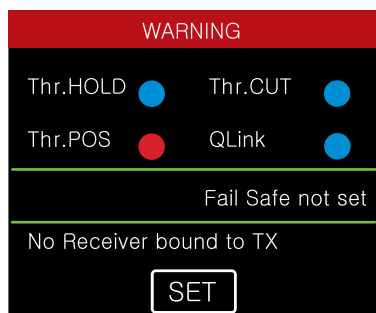 WARNING
Thr.HOLD Thr.CUT
Thr.POS QLink
Fail Safe not set
No Receiver bound to TX
SET